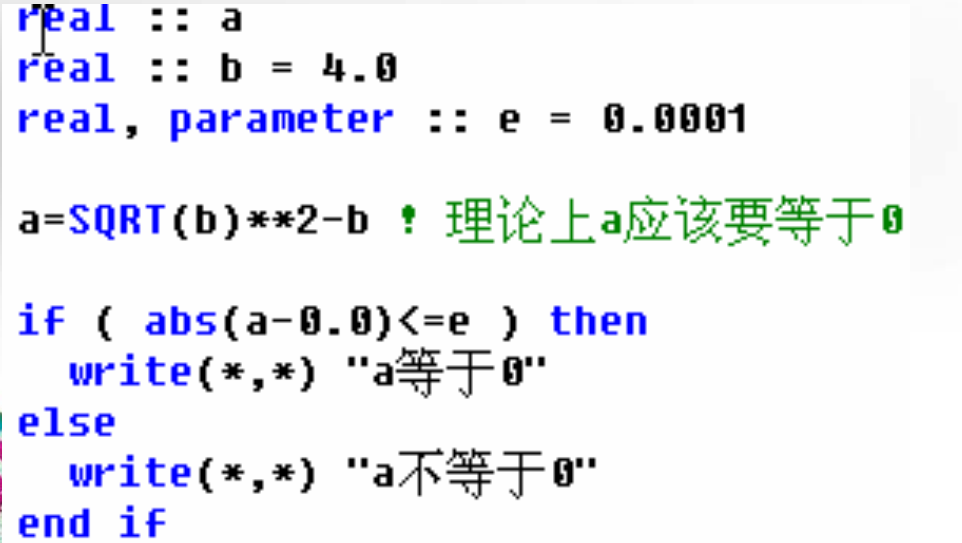 real :: a
real :: b = 4.0
real, parameter :: e = 0.0001
a=SQRT(b)**2-b ! 理论上a应该要等于0
if ( abs(a-0.0)<=e ) then
write(*,*) "a等于0"
else
write(*,*) "a不等于0"
end if